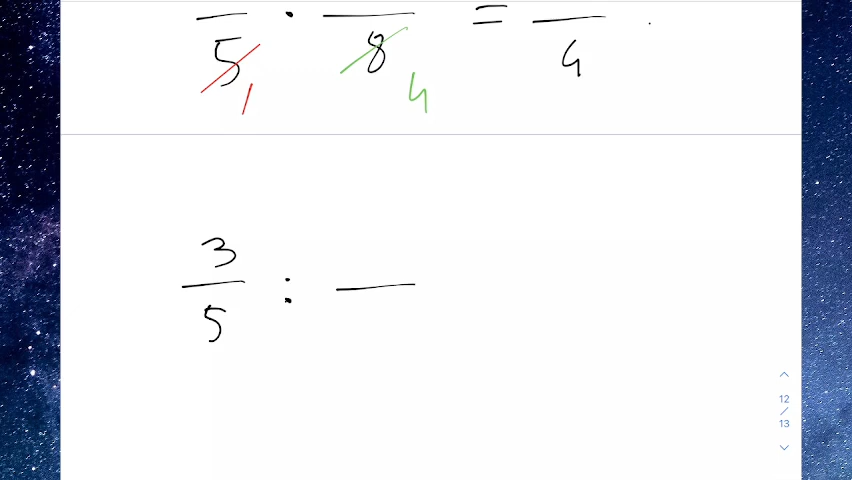 — · — = —
5 8 4
1 4
3
— : —
5
12
/
13